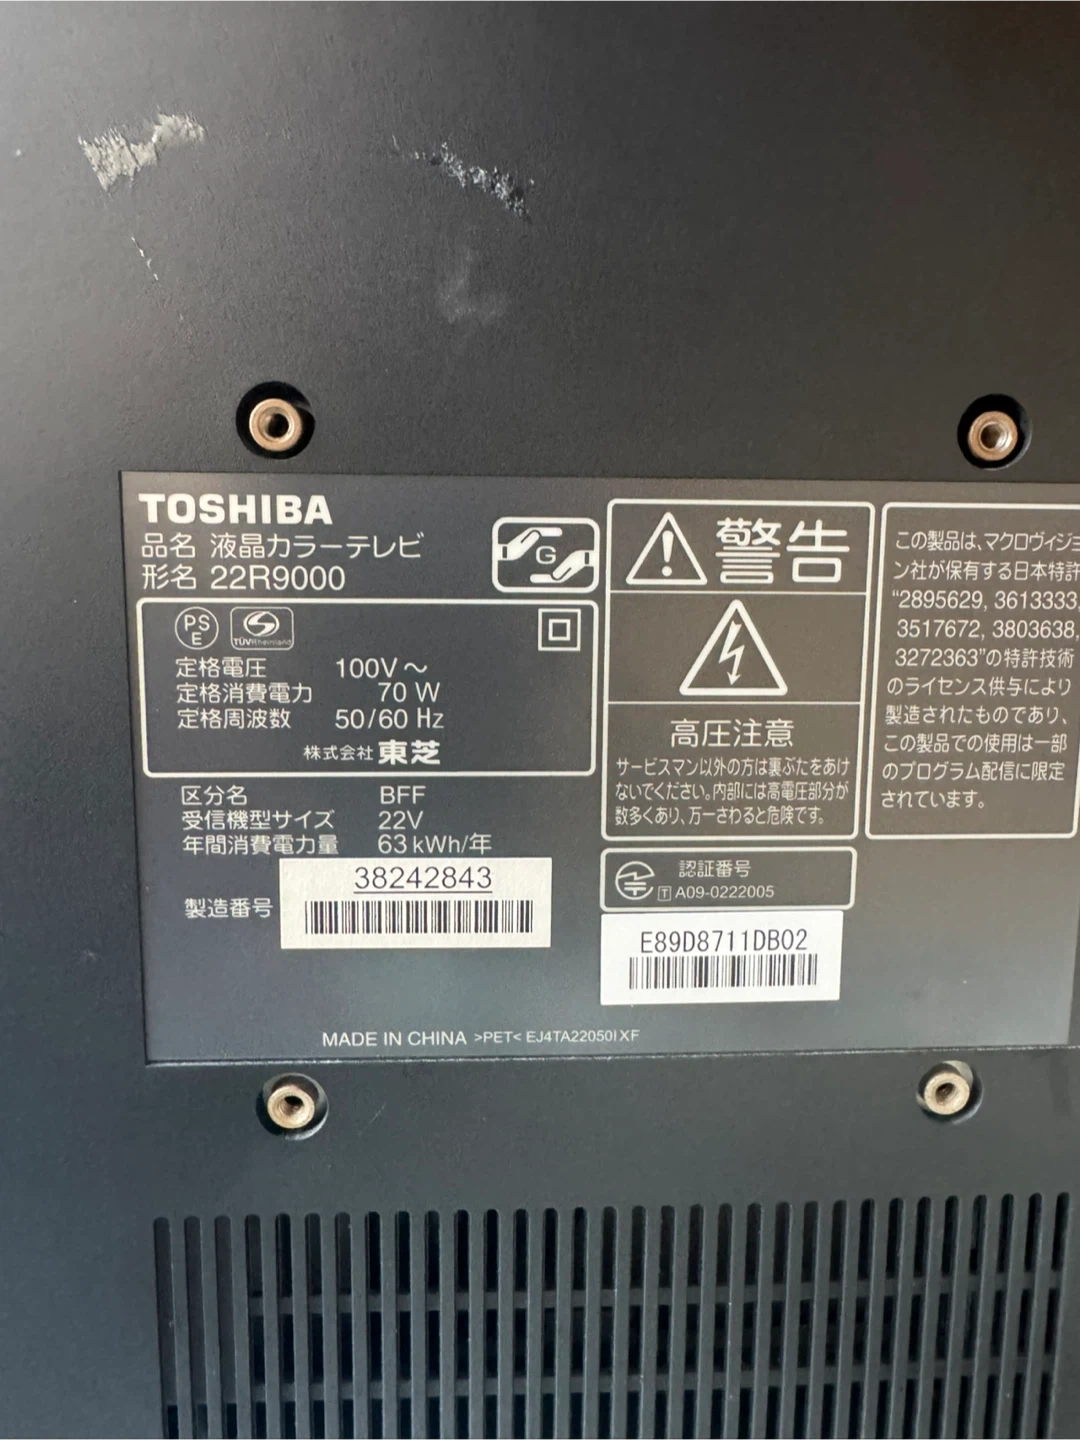 TOSHIBA
品名 液晶カラーテレビ
形名 22R9000
G
PS
E
TÜVRheinland
定格電圧 100V～
定格消費電力 70 W
定格周波数 50/60 Hz
株式会社 東芝
区分名 BFF
受信機型サイズ 22V
年間消費電力量 63 kWh/年
製造番号
38242843
警告
高圧注意
サービスマン以外の方は裏ぶたをあけ
ないでください。内部には高電圧部分が
数多くあり、万一さわると危険です。
認証番号
T A09-0222005
E89D8711DB02
この製品は、マクロヴィジョ
ン社が保有する日本特許
“2895629, 3613333,
3517672, 3803638,
3272363”の特許技術
のライセンス供与により
製造されたものであり、
この製品での使用は一部
のプログラム配信に限定
されています。
MADE IN CHINA >PET< EJ4TA22050IXF